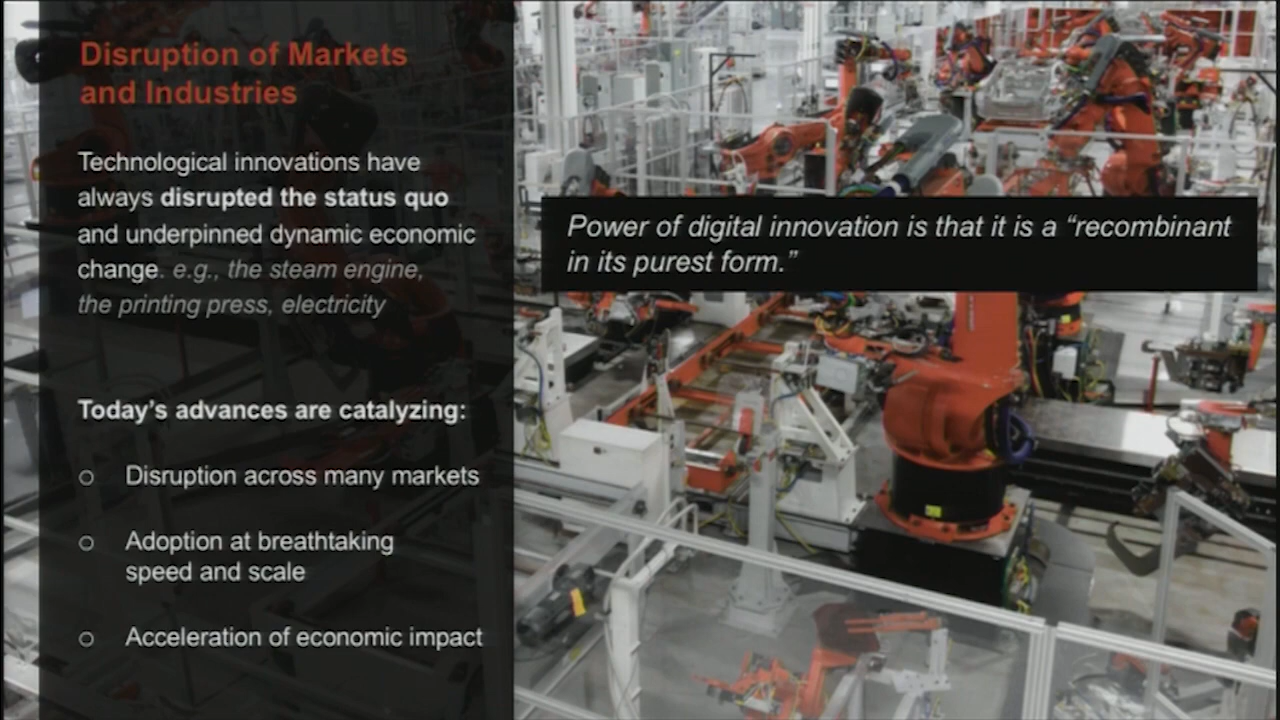 Disruption of Markets
and Industries
Technological innovations have
always disrupted the status quo
and underpinned dynamic economic
change. e.g., the steam engine,
the printing press, electricity
Today's advances are catalyzing:
○ Disruption across many markets
○ Adoption at breathtaking
speed and scale
○ Acceleration of economic impact
Power of digital innovation is that it is a “recombinant
in its purest form.”